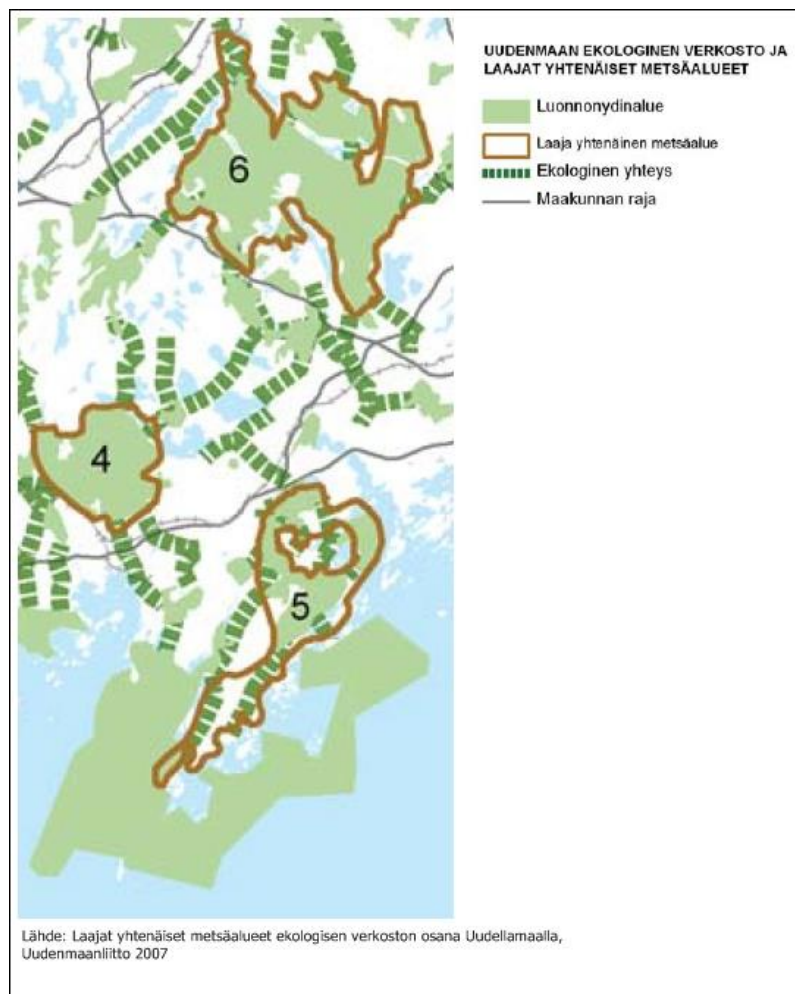 UUDENMAAN EKOLOGINEN VERKOSTO JA
LAAJAT YHTENÄISET METSÄALUEET
Luonnonydinalue
Laaja yhtenäinen metsäalue
Ekologinen yhteys
Maakunnan raja
6
4
5
Lähde: Laajat yhtenäiset metsäalueet ekologisen verkoston osana Uudellamaalla,
Uudenmaanliitto 2007